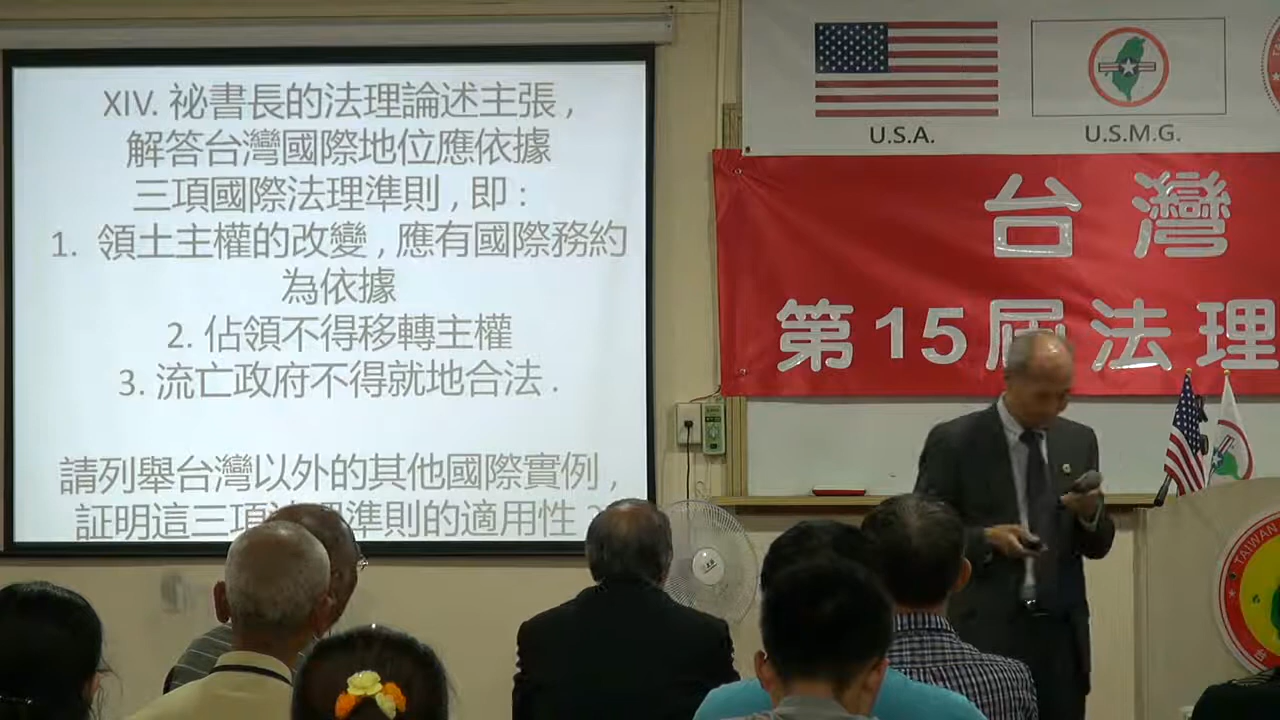 XIV. 祕書長的法理論述主張 ,
解答台灣國際地位應依據
三項國際法理準則 , 即 :
1. 領土主權的改變 , 應有國際務約
為依據
2. 佔領不得移轉主權
3. 流亡政府不得就地合法 .
請列舉台灣以外的其他國際實例 ,
証明這三項法理準則的適用性 ?
U.S.A.
U.S.M.G.
台灣
第15屆法理
TAIWAN